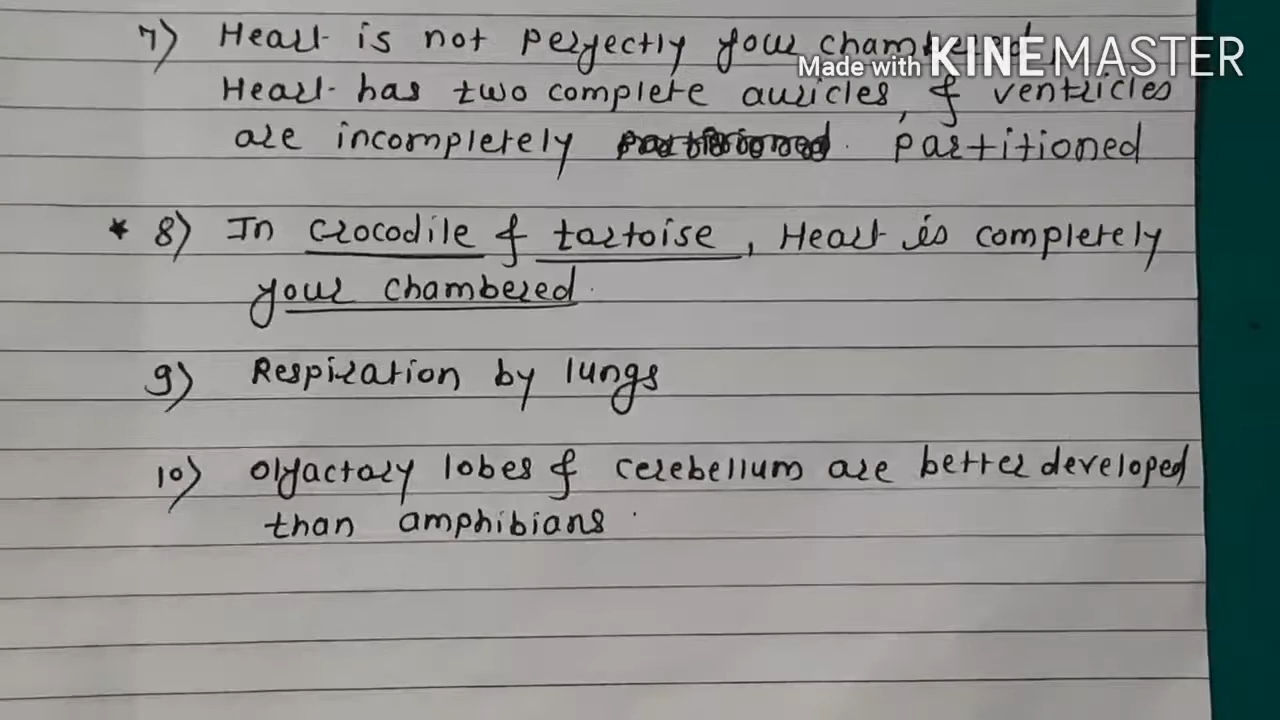 7) Heart is not perfectly four chambered,
Made with KINEMASTER
Heart has two complete auricles, & ventricles
are incompletely partitioned partitioned
* 8) In crocodile & tortoise, Heart is completely
four chambered.
9) Respiration by lungs
10) Olfactory lobes & cerebellum are better developed
than amphibians.